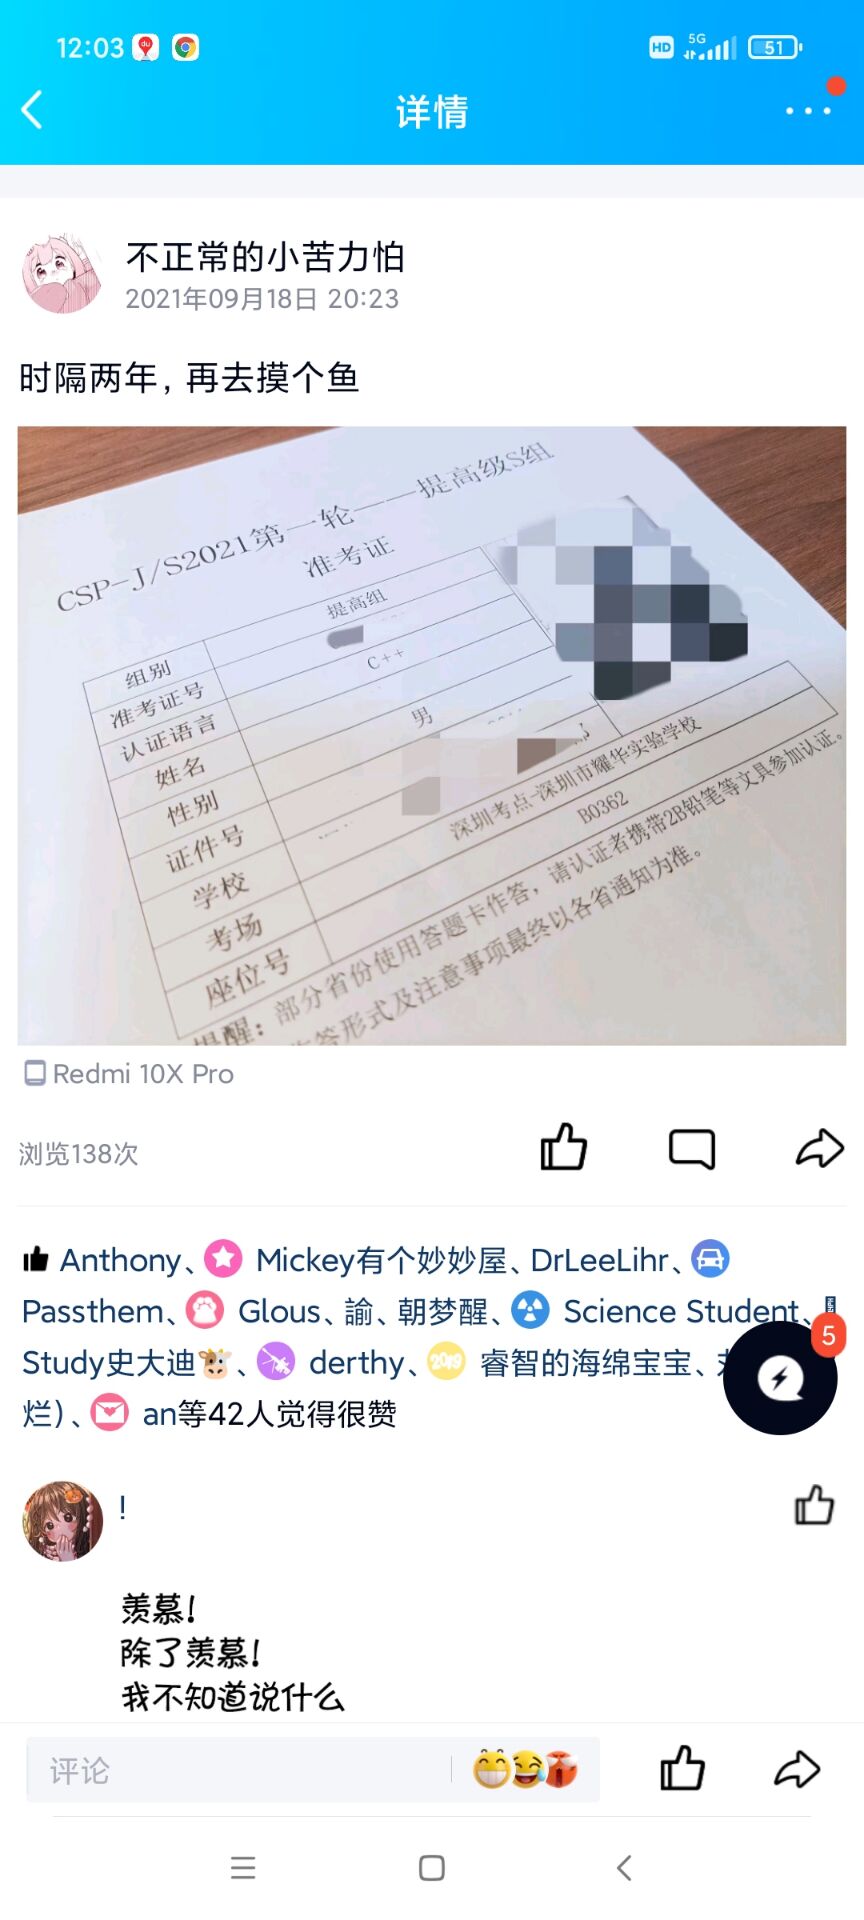 12:03
HD 5G 51
详情
不正常的小苦力怕
2021年09月18日 20:23
时隔两年,再去摸个鱼
CSP-J/S2021第一轮——提高级S组
准考证
组别 提高组
准考证号
认证语言 C++
姓名
性别 男
证件号
学校
考场 深圳考点-深圳市耀华实验学校
座位号 B0362
提醒：部分省份使用答题卡作答，请认证者携带2B铅笔等文具参加认证。
作答形式及注意事项最终以各省通知为准。
Redmi 10X Pro
浏览138次
Anthony、 Mickey有个妙妙屋、DrLeeLihr、
Passthem、 Glous、諭、朝梦醒、 Science Student、
5
Study史大迪、 derthy、 2019 睿智的海绵宝宝、
烂)、 an等42人觉得很赞
!
羡慕!
除了羡慕!
我不知道说什么
评论